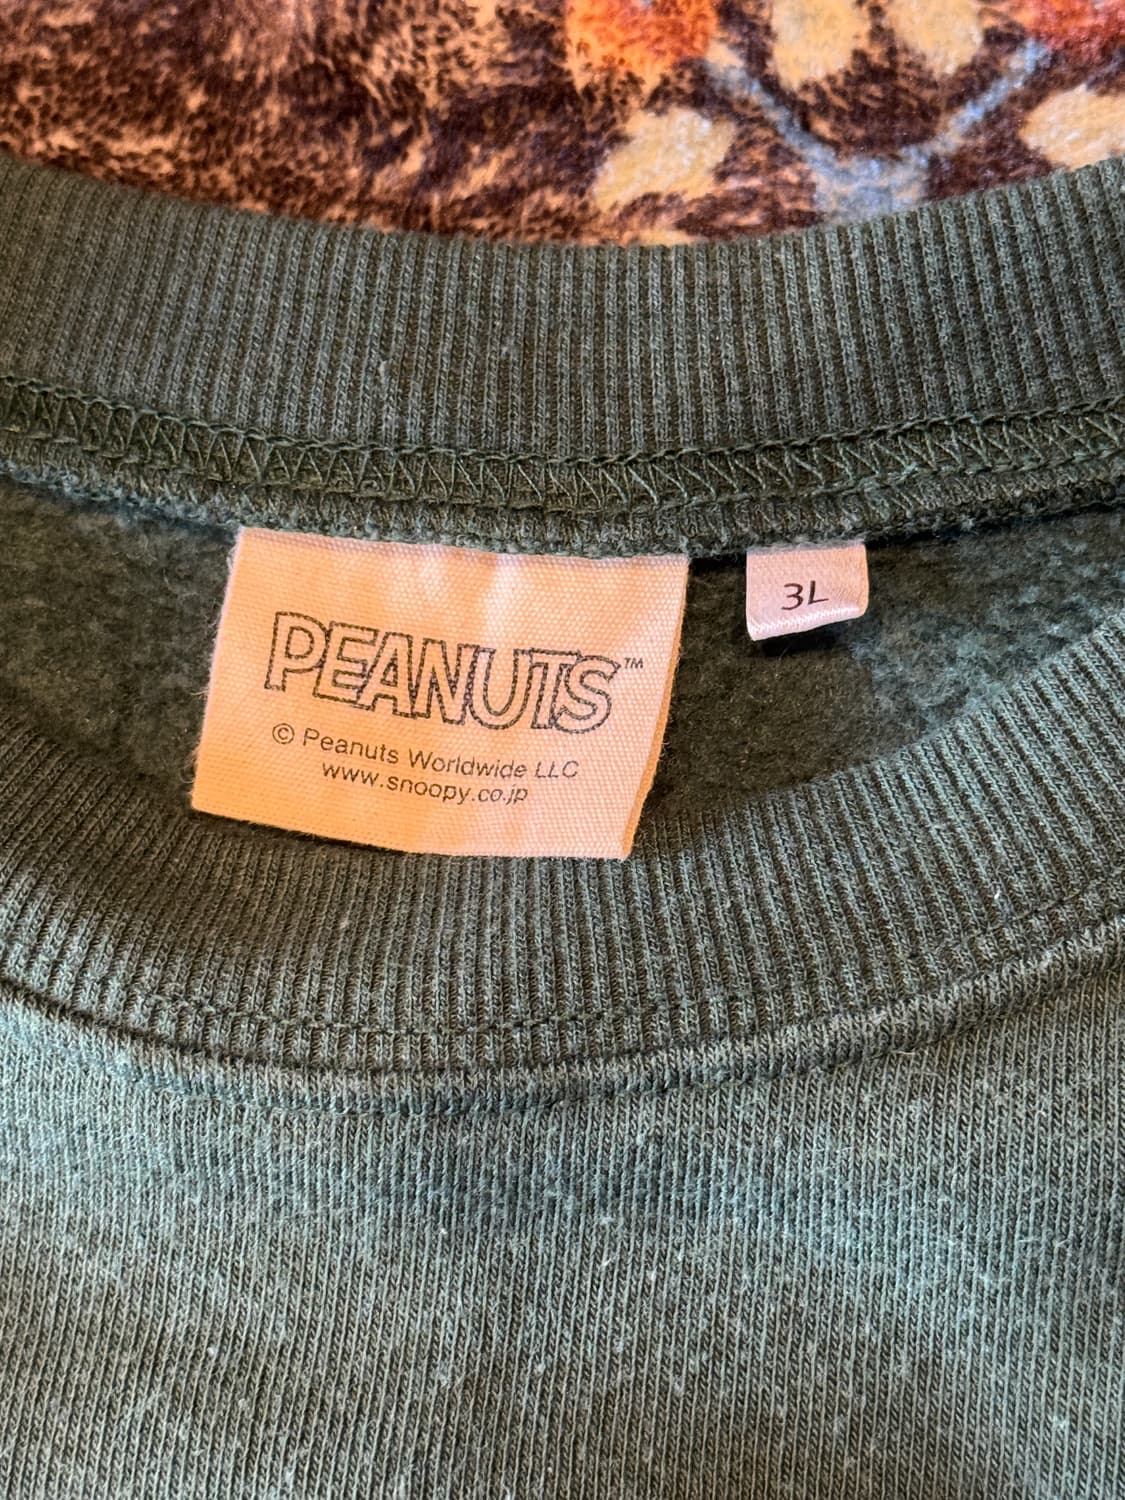 PEANUTS™
© Peanuts Worldwide LLC
www.snoopy.co.jp
3L